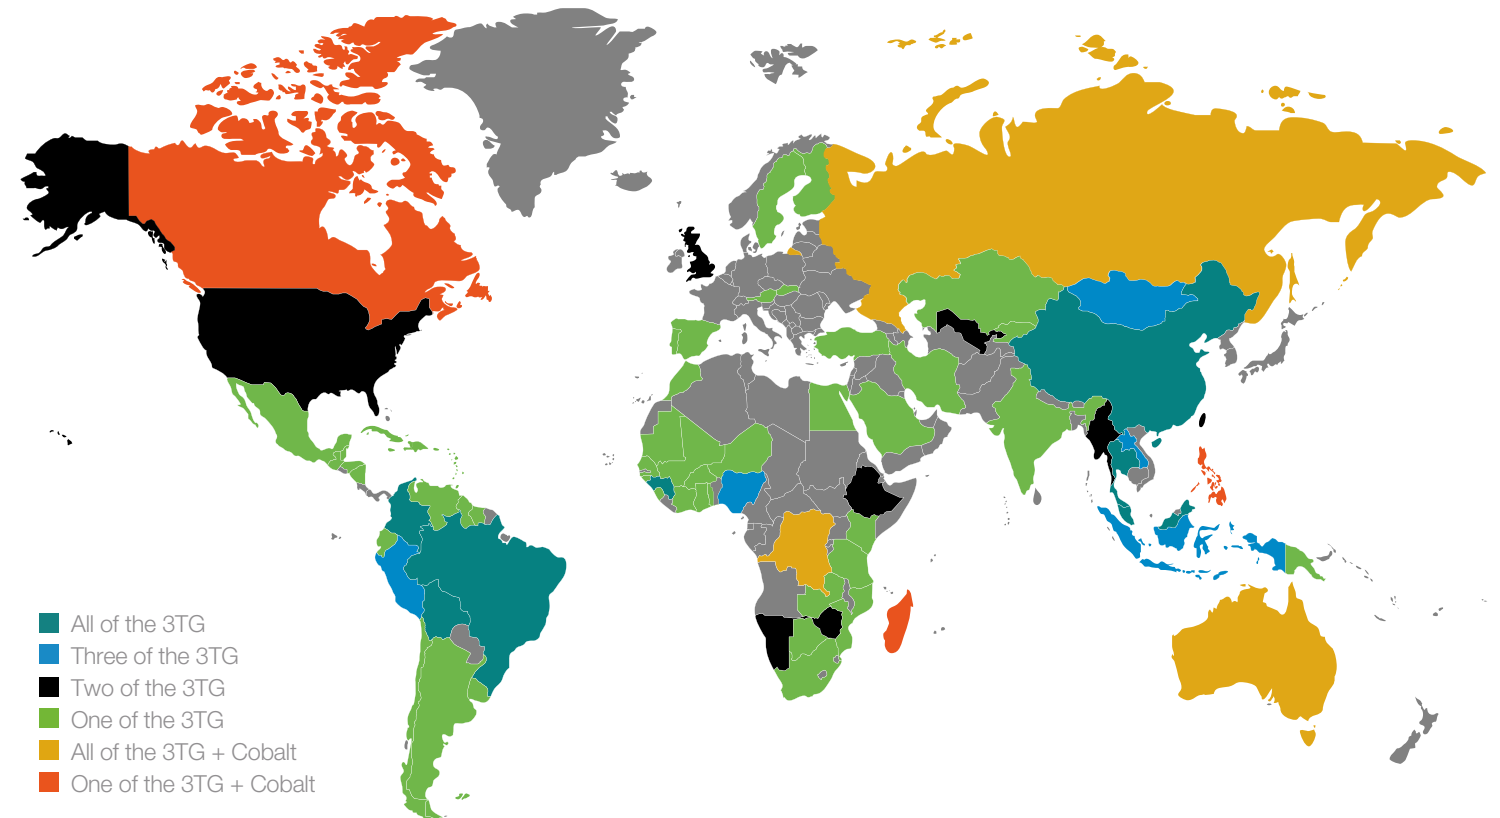 All of the 3TG
Three of the 3TG
Two of the 3TG
One of the 3TG
All of the 3TG + Cobalt
One of the 3TG + Cobalt